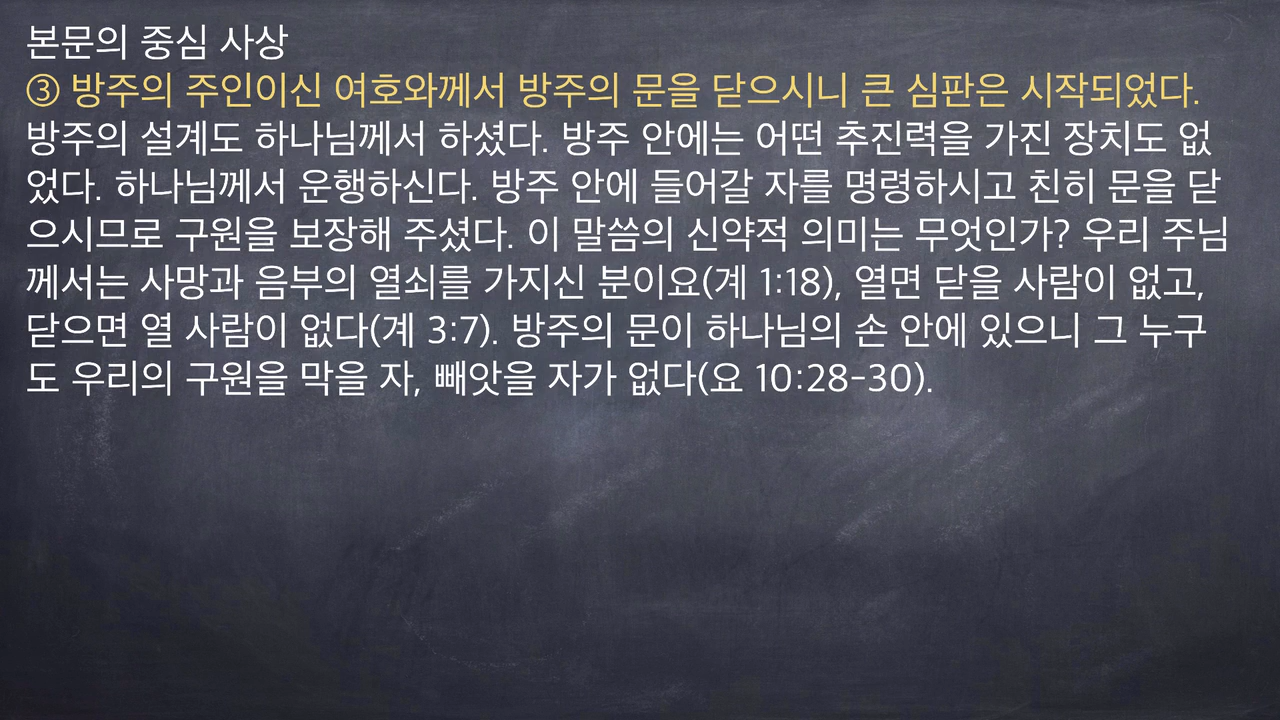 본문의 중심 사상
③ 방주의 주인이신 여호와께서 방주의 문을 닫으시니 큰 심판은 시작되었다.
방주의 설계도 하나님께서 하셨다. 방주 안에는 어떤 추진력을 가진 장치도 없
었다. 하나님께서 운행하신다. 방주 안에 들어갈 자를 명령하시고 친히 문을 닫
으시므로 구원을 보장해 주셨다. 이 말씀의 신약적 의미는 무엇인가? 우리 주님
께서는 사망과 음부의 열쇠를 가지신 분이요(계 1:18), 열면 닫을 사람이 없고,
닫으면 열 사람이 없다(계 3:7). 방주의 문이 하나님의 손 안에 있으니 그 누구
도 우리의 구원을 막을 자, 빼앗을 자가 없다(요 10:28-30).